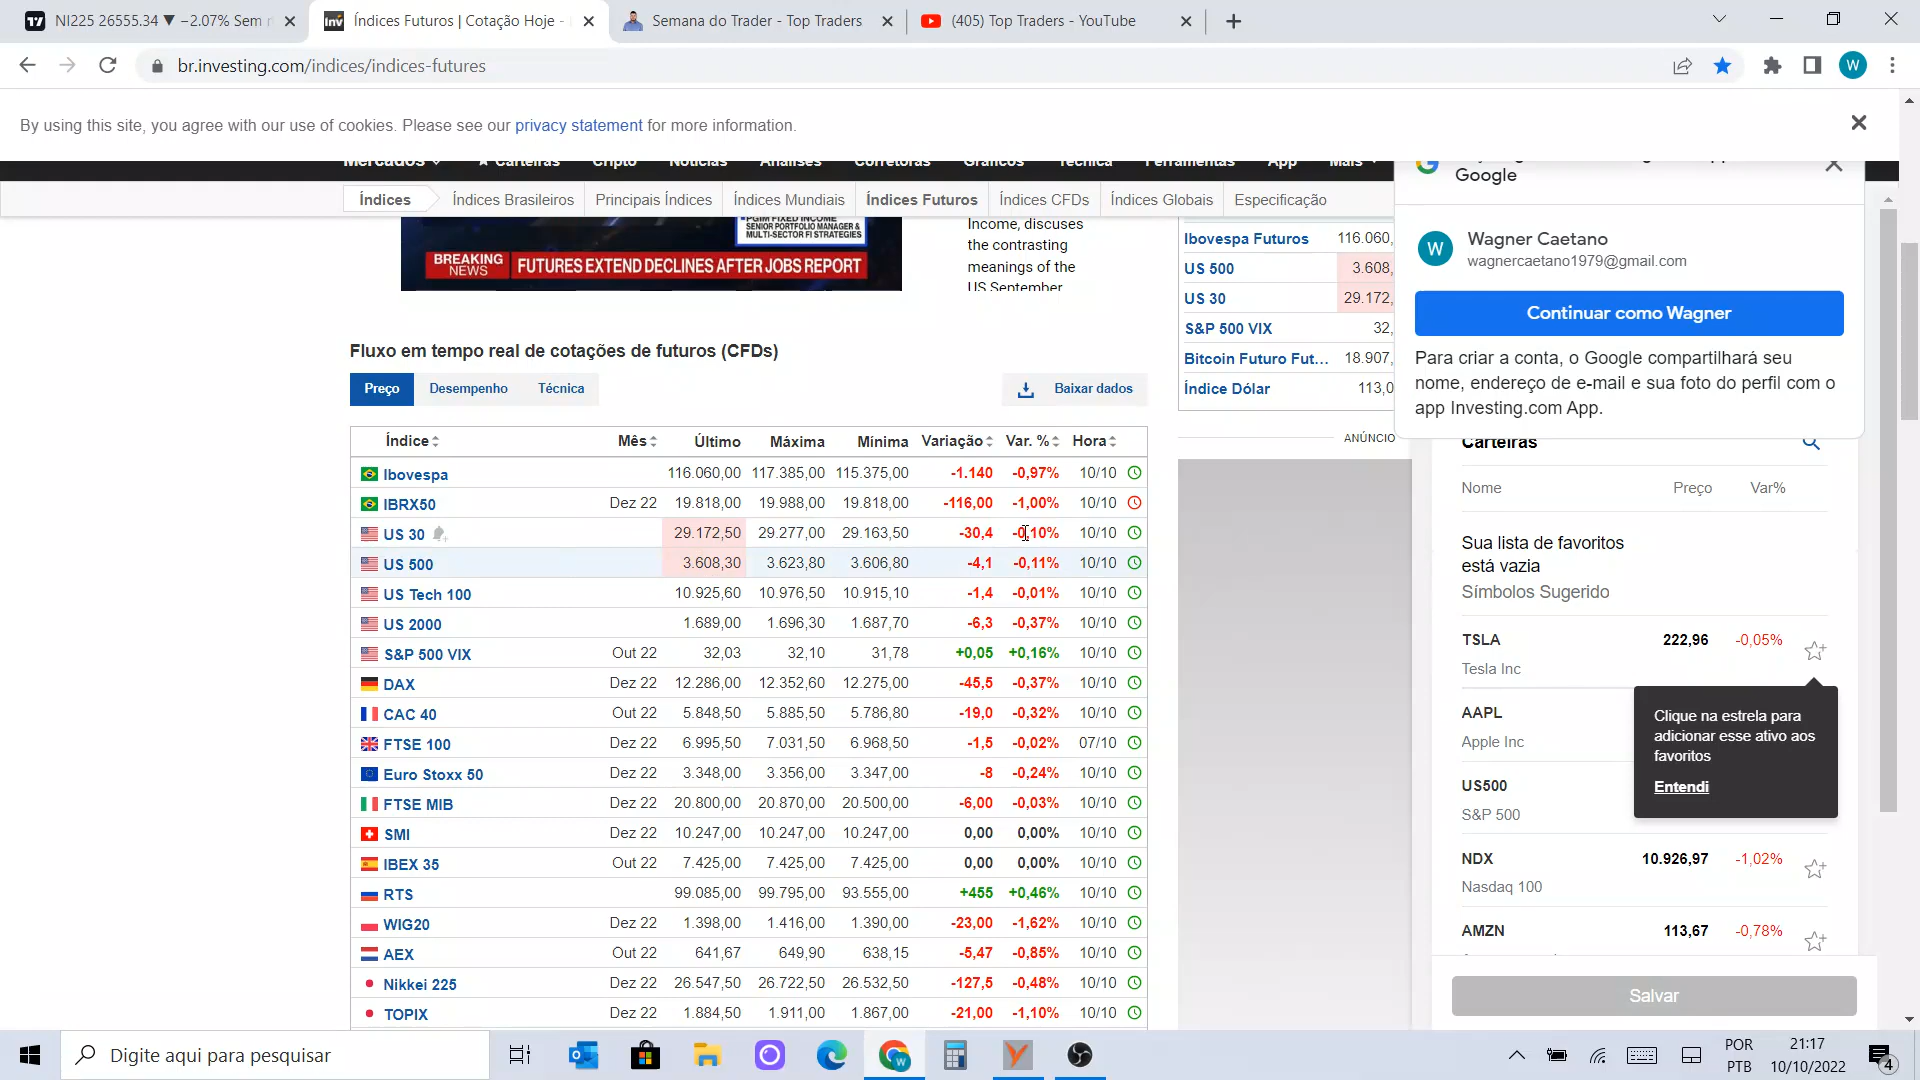 NI225 26555.34 ▼ −2.07% Sem n
Índices Futuros | Cotação Hoje -
Semana do Trader - Top Traders
(405) Top Traders - YouTube
br.investing.com/indices/indices-futures
W
By using this site, you agree with our use of cookies. Please see our privacy statement for more information.
Mercados
Carteiras
Cripto
Notícias
Análises
Corretoras
Gráficos
Técnica
Ferramentas
App
Mais
Índices
Índices Brasileiros
Principais Índices
Índices Mundiais
Índices Futuros
Índices CFDs
Índices Globais
Especificação
PGIM FIXED INCOME
SENIOR PORTFOLIO MANAGER &
MULTI-SECTOR FI STRATEGIES
BREAKING NEWS FUTURES EXTEND DECLINES AFTER JOBS REPORT
Income, discuses
the contrasting
meanings of the
US September
Fluxo em tempo real de cotações de futuros (CFDs)
Preço
Desempenho
Técnica
Baixar dados
Índice Mês Último Máxima Mínima Variação Var. % Hora
Ibovespa 116.060,00 117.385,00 115.375,00 -1.140 -0,97% 10/10
IBRX50 Dez 22 19.818,00 19.988,00 19.818,00 -116,00 -1,00% 10/10
US 30 29.172,50 29.277,00 29.163,50 -30,4 -0,10% 10/10
US 500 3.608,30 3.623,80 3.606,80 -4,1 -0,11% 10/10
US Tech 100 10.925,60 10.976,50 10.915,10 -1,4 -0,01% 10/10
US 2000 1.689,00 1.696,30 1.687,70 -6,3 -0,37% 10/10
S&P 500 VIX Out 22 32,03 32,10 31,78 +0,05 +0,16% 10/10
DAX Dez 22 12.286,00 12.352,60 12.275,00 -45,5 -0,37% 10/10
CAC 40 Out 22 5.848,50 5.885,50 5.786,80 -19,0 -0,32% 10/10
FTSE 100 Dez 22 6.995,50 7.031,50 6.968,50 -1,5 -0,02% 07/10
Euro Stoxx 50 Dez 22 3.348,00 3.356,00 3.347,00 -8 -0,24% 10/10
FTSE MIB Dez 22 20.800,00 20.870,00 20.500,00 -6,00 -0,03% 10/10
SMI Dez 22 10.247,00 10.247,00 10.247,00 0,00 0,00% 10/10
IBEX 35 Out 22 7.425,00 7.425,00 7.425,00 0,00 0,00% 10/10
RTS 99.085,00 99.795,00 93.555,00 +455 +0,46% 10/10
WIG20 Dez 22 1.398,00 1.416,00 1.390,00 -23,00 -1,62% 10/10
AEX Out 22 641,67 649,90 638,15 -5,47 -0,85% 10/10
Nikkei 225 Dez 22 26.547,50 26.722,50 26.532,50 -127,5 -0,48% 10/10
TOPIX Dez 22 1.884,50 1.911,00 1.867,00 -21,00 -1,10% 10/10
Ibovespa Futuros 116.060,
US 500 3.608,
US 30 29.172,
S&P 500 VIX 32,
Bitcoin Futuro Fut... 18.907,
Índice Dólar 113,0
ANÚNCIO
Google
W
Wagner Caetano
wagnercaetano1979@gmail.com
Continuar como Wagner
Para criar a conta, o Google compartilhará seu
nome, endereço de e-mail e sua foto do perfil com o
app Investing.com App.
Carteiras
Nome Preço Var%
Sua lista de favoritos
está vazia
Símbolos Sugerido
TSLA 222,96 -0,05%
Tesla Inc
AAPL
Apple Inc
US500
S&P 500
Clique na estrela para
adicionar esse ativo aos
favoritos
Entendi
NDX 10.926,97 -1,02%
Nasdaq 100
AMZN 113,67 -0,78%
Salvar
Digite aqui para pesquisar
POR
PTB
21:17
10/10/2022
4